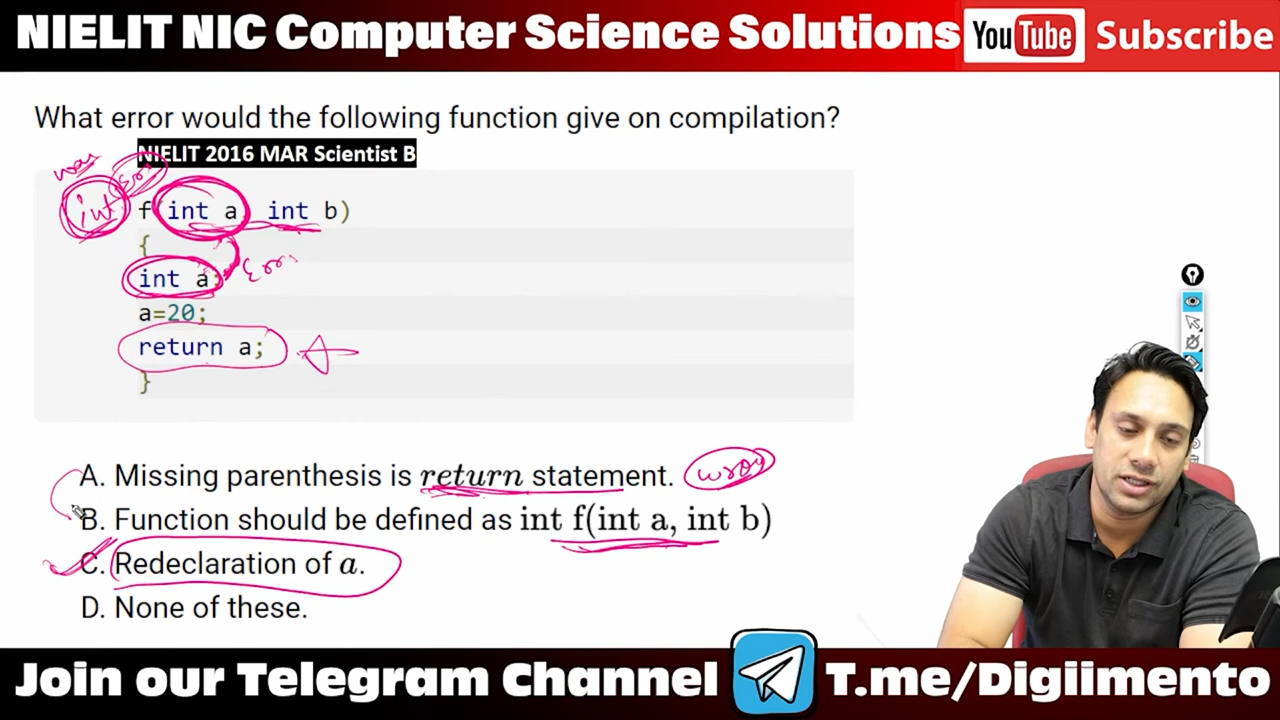 NIELIT NIC Computer Science Solutions YouTube Subscribe
What error would the following function give on compilation?
NIELIT 2016 MAR Scientist B
int f(int a, int b)
{
int a; Erro
a=20;
return a;
}
A. Missing parenthesis is return statement. wrong
B. Function should be defined as int f(int a, int b)
C. Redeclaration of a.
D. None of these.
Join our Telegram Channel T.me/Digiimento